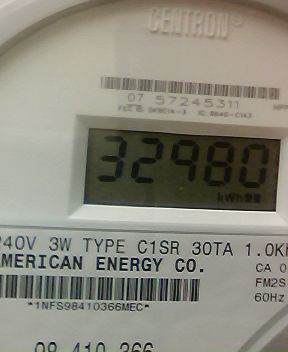 CENTRON®
07 57245311
32980
kWh
240V 3W TYPE C1SR 30TA 1.0Kh
AMERICAN ENERGY CO.
CA 0
FM2S
60Hz
*1NFS98410366MEC*
98 410 366